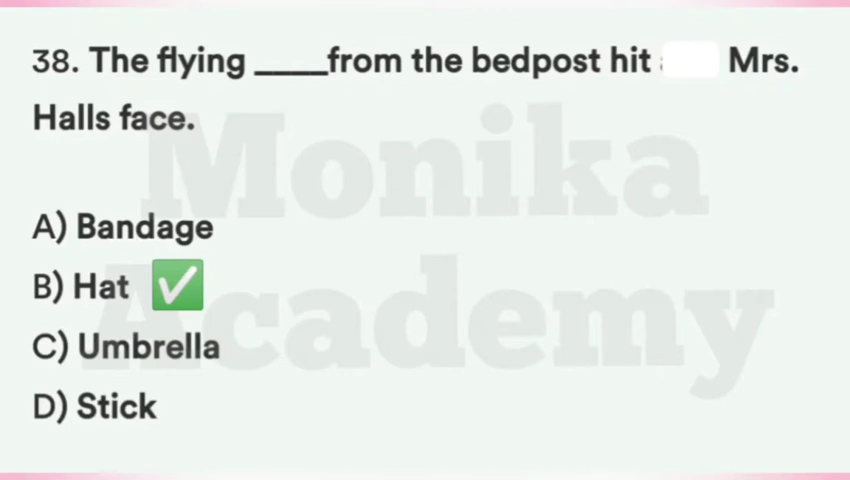 38. The flying ____from the bedpost hit Mrs.
Halls face.
Monika
Academy
A) Bandage
B) Hat ✅
C) Umbrella
D) Stick